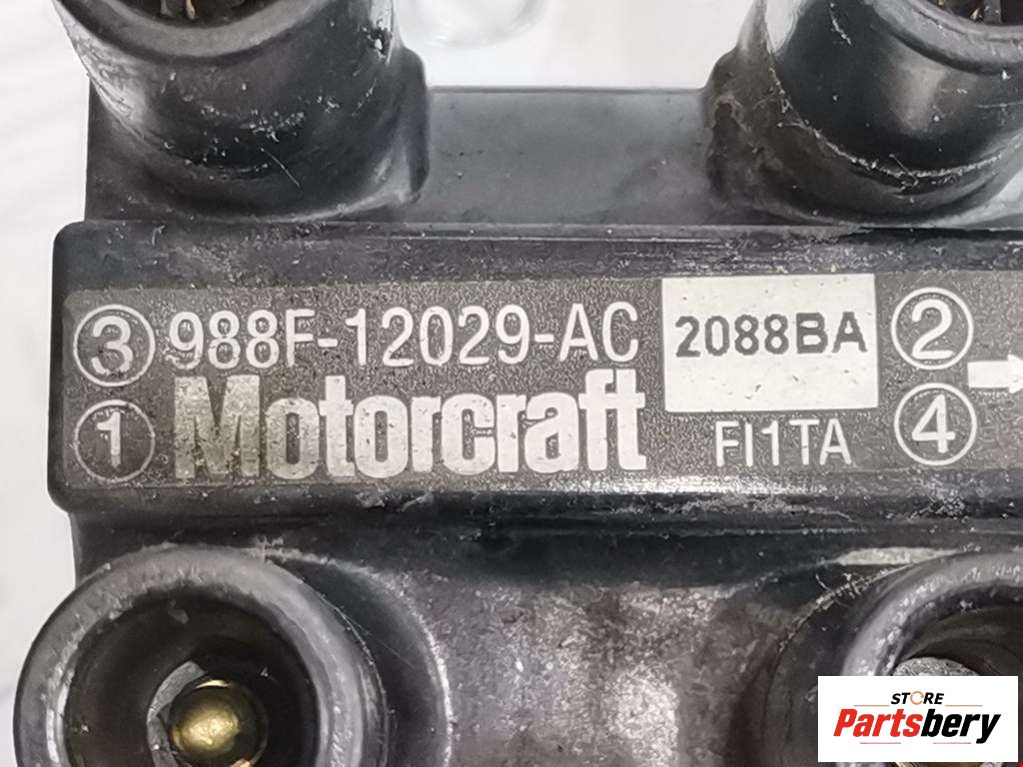 ③ 988F-12029-AC 2088BA ②
① Motorcraft FI1TA ④
STORE
Partsbery